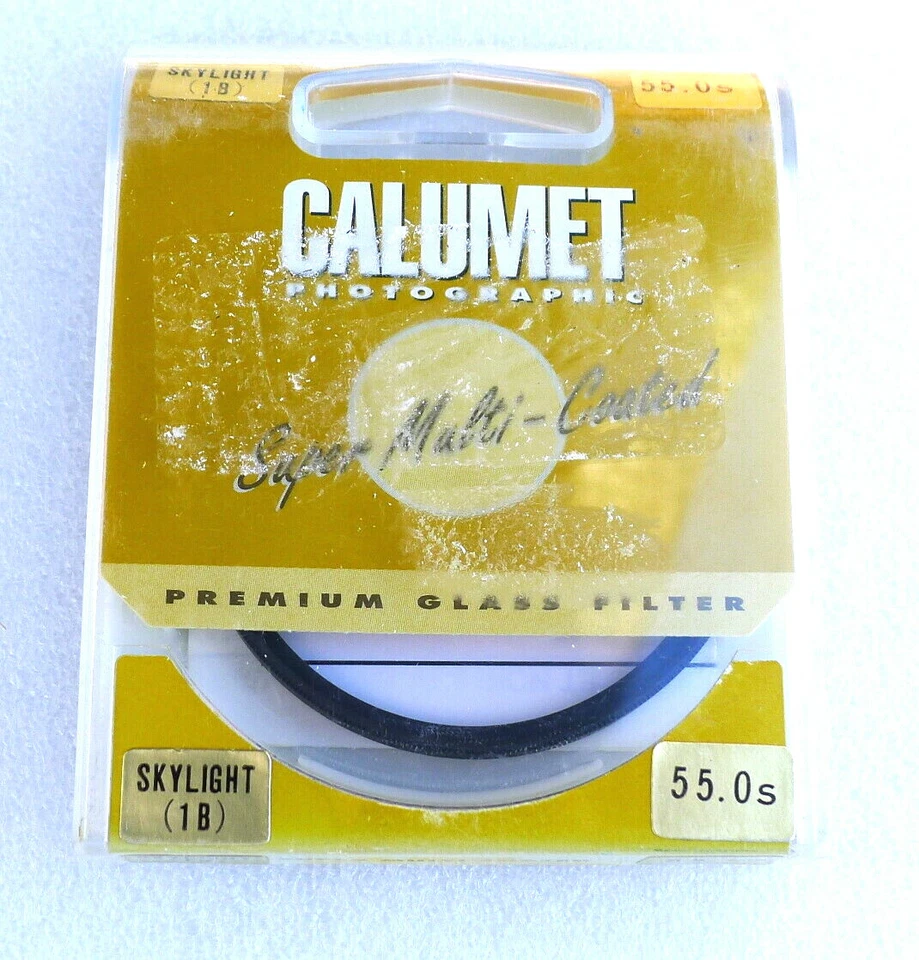 SKYLIGHT
(1B)
55.0s
CALUMET
PHOTOGRAPHIC
Super Multi-Coated
PREMIUM GLASS FILTER
SKYLIGHT
(1B)
55.0s